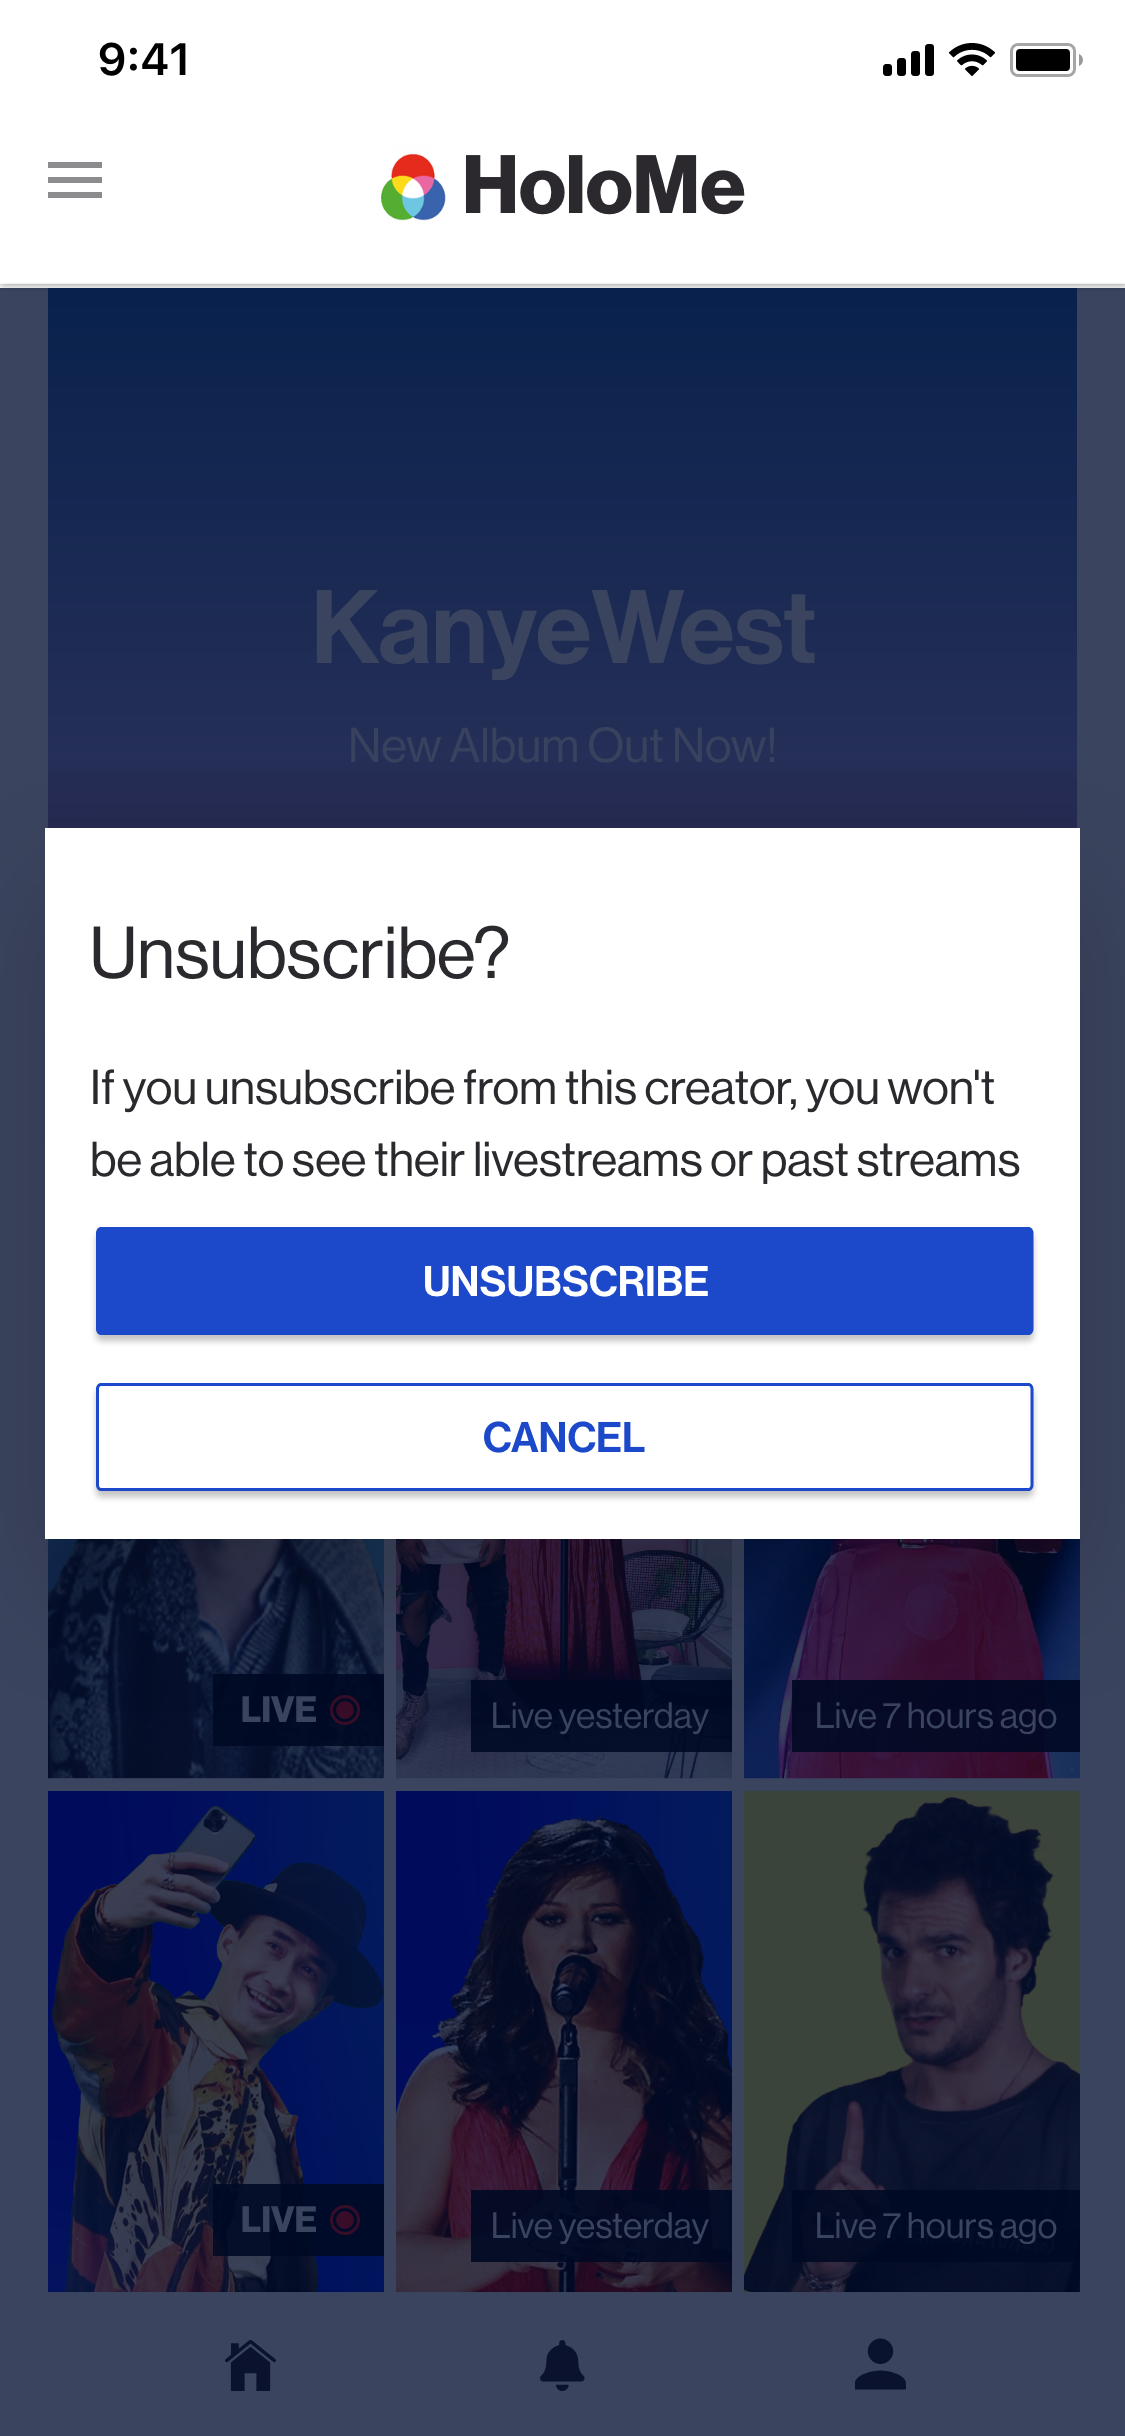 9:41
HoloMe
KanyeWest
New Album Out Now!
Unsubscribe?
If you unsubscribe from this creator, you won't
be able to see their livestreams or past streams
UNSUBSCRIBE
CANCEL
LIVE
Live yesterday
Live 7 hours ago
LIVE
Live yesterday
Live 7 hours ago